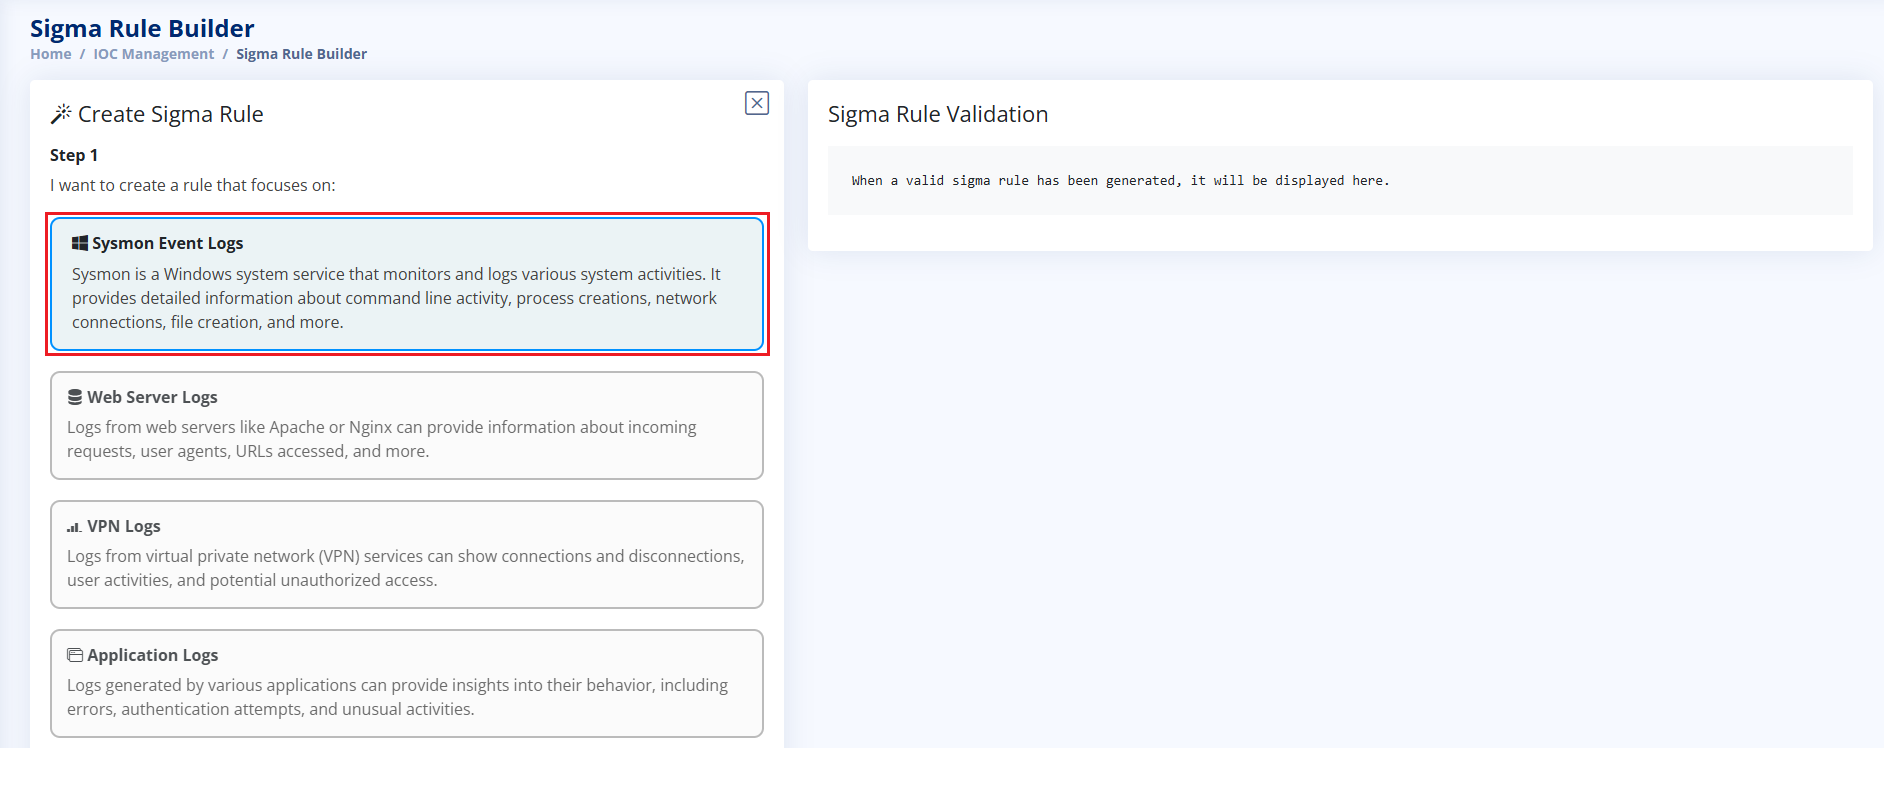 Sigma Rule Builder
Home / IOC Management / Sigma Rule Builder
Create Sigma Rule
Step 1
I want to create a rule that focuses on:
Sysmon Event Logs
Sysmon is a Windows system service that monitors and logs various system activities. It
provides detailed information about command line activity, process creations, network
connections, file creation, and more.
Web Server Logs
Logs from web servers like Apache or Nginx can provide information about incoming
requests, user agents, URLs accessed, and more.
VPN Logs
Logs from virtual private network (VPN) services can show connections and disconnections,
user activities, and potential unauthorized access.
Application Logs
Logs generated by various applications can provide insights into their behavior, including
errors, authentication attempts, and unusual activities.
Sigma Rule Validation
When a valid sigma rule has been generated, it will be displayed here.